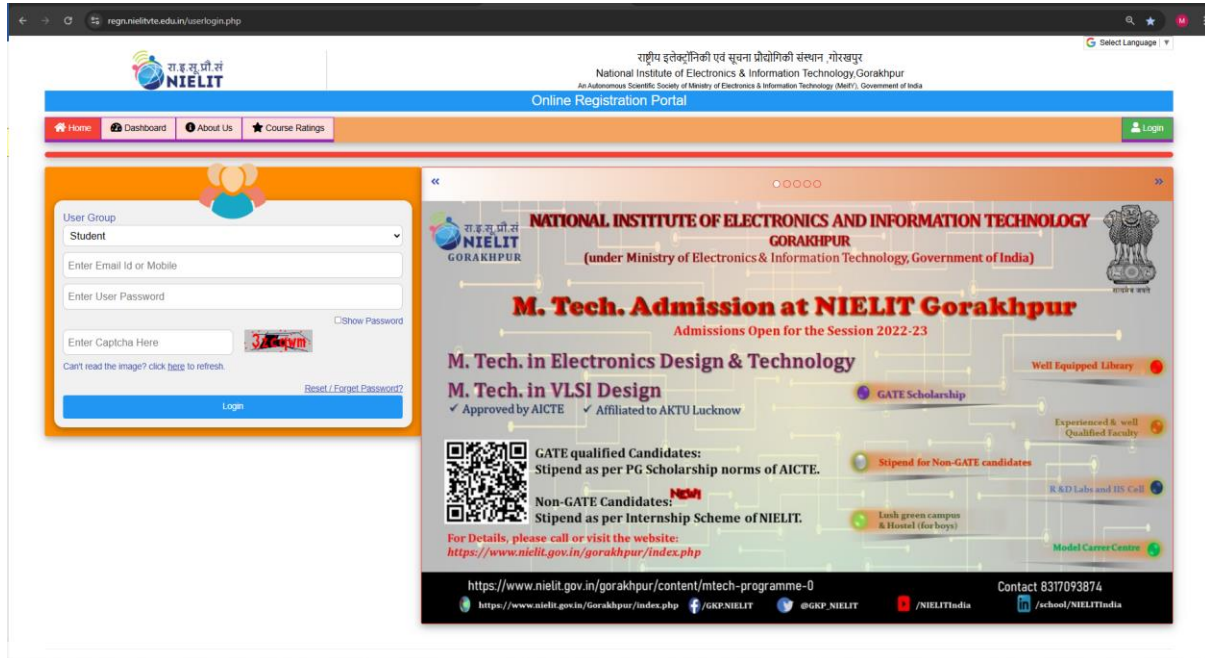 regn.nielitvte.edu.in/userlogin.php
M
G Select Language ▼
रा.इ.सू.प्रौ.सं
NIELIT
राष्ट्रीय इलेक्ट्रॉनिकी एवं सूचना प्रौद्योगिकी संस्थान ,गोरखपुर
National Institute of Electronics & Information Technology,Gorakhpur
An Autonomous Scientific Society of Ministry of Electronics & Information Technology (MeitY), Government of India
Online Registration Portal
Home Dashboard About Us Course Ratings Login
User Group
Student
Enter Email Id or Mobile
Enter User Password
Show Password
Enter Captcha Here
Can't read the image? click here to refresh.
Reset / Forget Password?
Login
« »
रा.इ.सू.प्रौ.सं
NIELIT
GORAKHPUR
NATIONAL INSTITUTE OF ELECTRONICS AND INFORMATION TECHNOLOGY
GORAKHPUR
(under Ministry of Electronics & Information Technology, Government of India)
सत्यमेव जयते
M. Tech. Admission at NIELIT Gorakhpur
Admissions Open for the Session 2022-23
M. Tech. in Electronics Design & Technology
M. Tech. in VLSI Design
✓ Approved by AICTE ✓ Affiliated to AKTU Lucknow
GATE qualified Candidates:
Stipend as per PG Scholarship norms of AICTE.
NEW!
Non-GATE Candidates:
Stipend as per Internship Scheme of NIELIT.
For Details, please call or visit the website:
https://www.nielit.gov.in/gorakhpur/index.php
Well Equipped Library
GATE Scholarship
Experienced & well
Qualified Faculty
Stipend for Non-GATE candidates
R &D Labs and IIS Cell
Lush green campus
& Hostel (for boys)
Model Carrer Centre
https://www.nielit.gov.in/gorakhpur/content/mtech-programme-0
Contact 8317093874
https://www.nielit.gov.in/Gorakhpur/index.php /GKP.NIELIT @GKP_NIELIT /NIELITIndia /school/NIELITIndia